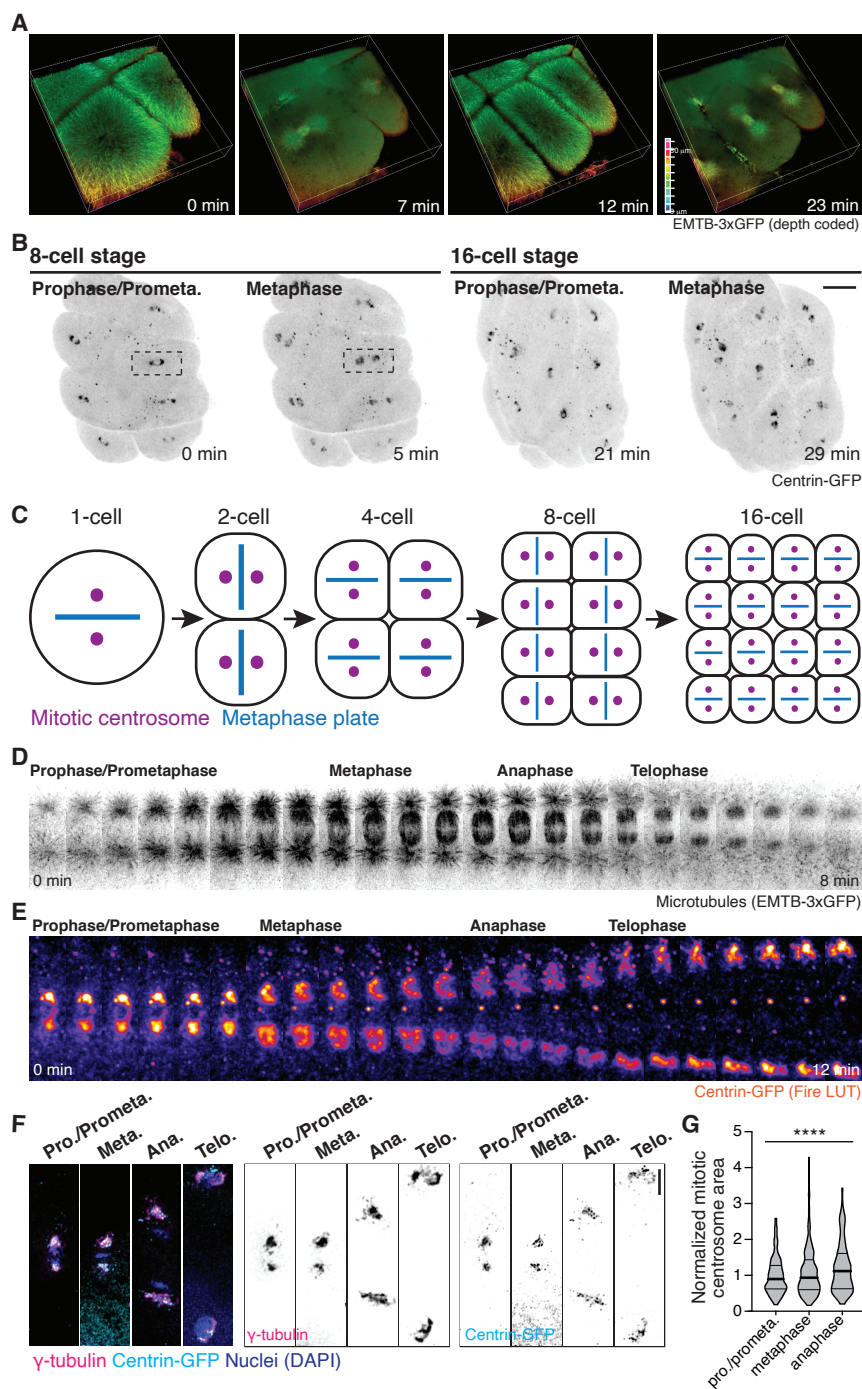 A
0 min
7 min
12 min
23 min
EMTB-3xGFP (depth coded)
B
8-cell stage
16-cell stage
Prophase/Prometa.
Metaphase
Prophase/Prometa.
Metaphase
0 min
5 min
21 min
29 min
Centrin-GFP
C
1-cell
2-cell
4-cell
8-cell
16-cell
Mitotic centrosome
Metaphase plate
D
Prophase/Prometaphase
Metaphase
Anaphase
Telophase
0 min
8 min
Microtubules (EMTB-3xGFP)
E
Prophase/Prometaphase
Metaphase
Anaphase
Telophase
0 min
12 min
Centrin-GFP (Fire LUT)
F
Pro./Prometa.
Meta.
Ana.
Telo.
Pro./Prometa.
Meta.
Ana.
Telo.
Pro./Prometa.
Meta.
Ana.
Telo.
γ-tubulin
Centrin-GFP
γ-tubulin Centrin-GFP Nuclei (DAPI)
G
****
Normalized mitotic
centrosome area
5
4
3
2
1
0
pro./prometa.
metaphase
anaphase